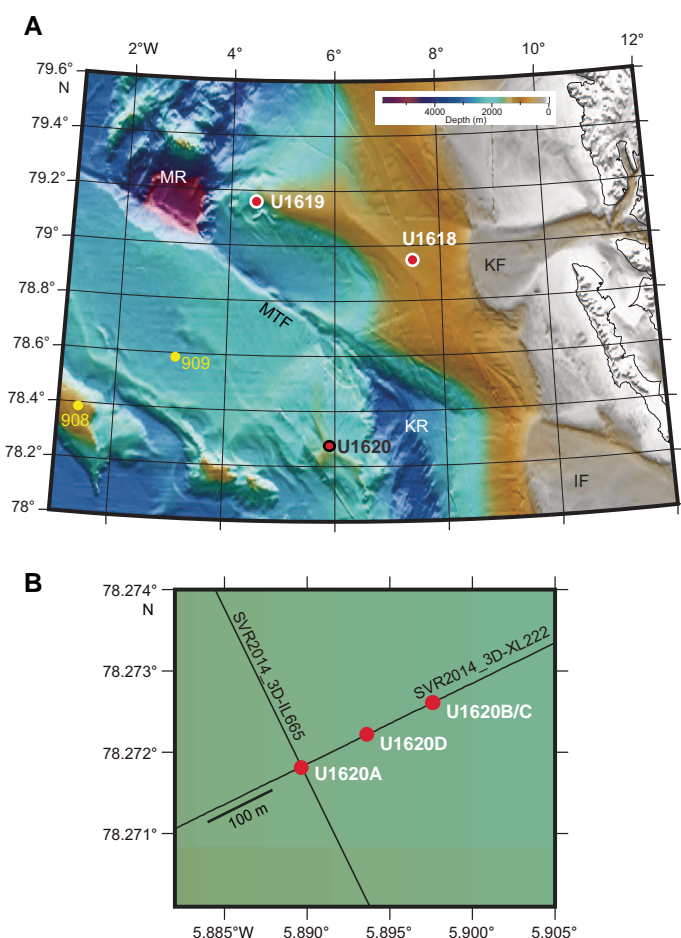 A
2°W 4° 6° 8° 10° 12°
79.6°
N
4000 2000 0
Depth (m)
79.4°
79.2°
MR
U1619
79°
U1618
KF
78.8°
MTF
78.6°
909
78.4°
908
KR
U1620
78.2°
IF
78°
B
78.274°
N
SVR2014_3D-IL665
SVR2014_3D-XL222
78.273°
U1620B/C
U1620D
78.272°
U1620A
100 m
78.271°
5.885°W 5.890° 5.895° 5.900° 5.905°